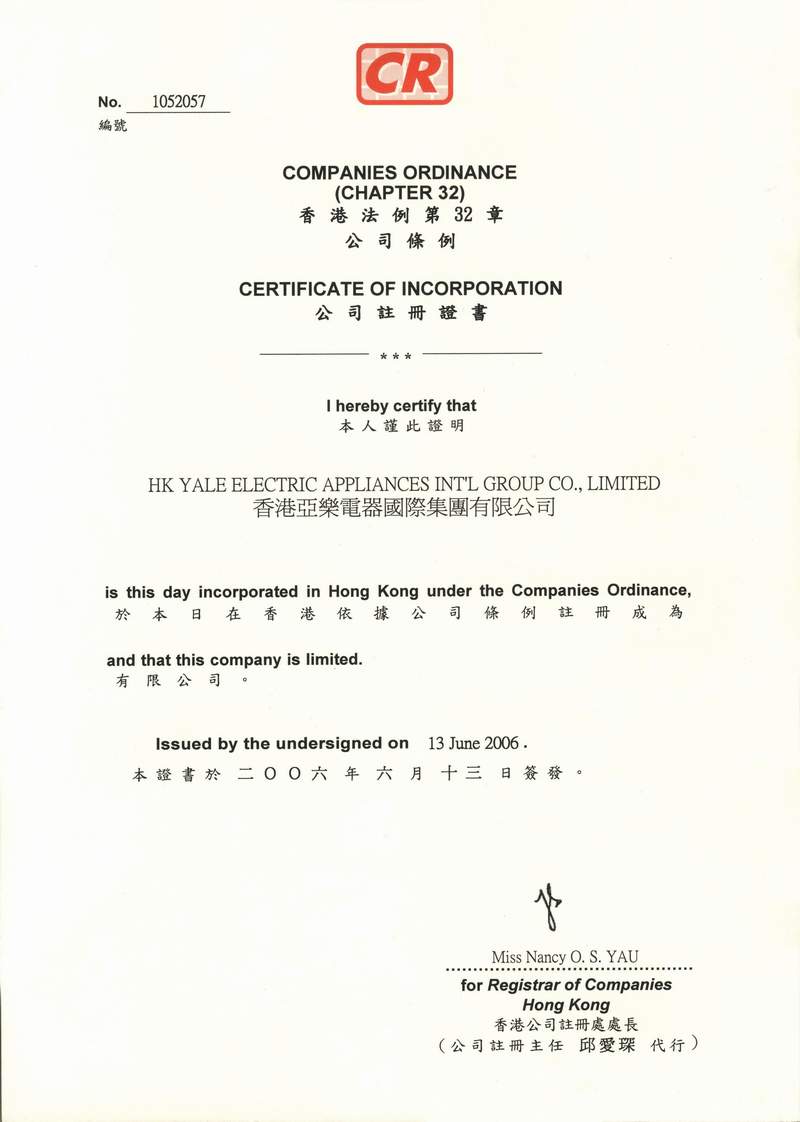 CR
No. 1052057
編號
COMPANIES ORDINANCE
(CHAPTER 32)
香港法例第32章
公司條例
CERTIFICATE OF INCORPORATION
公司註冊證書
***
I hereby certify that
本人謹此證明
HK YALE ELECTRIC APPLIANCES INT'L GROUP CO., LIMITED
香港亞樂電器國際集團有限公司
is this day incorporated in Hong Kong under the Companies Ordinance,
於本日在香港依據公司條例註冊成為
and that this company is limited.
有限公司。
Issued by the undersigned on 13 June 2006.
本證書於二〇〇六年六月十三日簽發。
Miss Nancy O. S. YAU
for Registrar of Companies
Hong Kong
香港公司註冊處處長
(公司註冊主任 邱愛琛 代行)